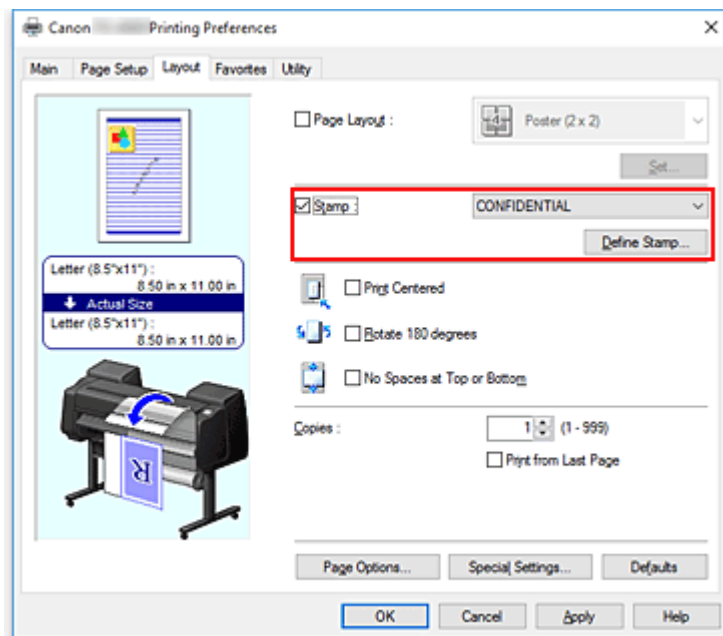 Canon Printing Preferences
Main Page Setup Layout Favorites Utility
Page Layout : Poster (2 x 2)
Set...
Stamp : CONFIDENTIAL
Define Stamp...
Letter (8.5"x11") :
8.50 in x 11.00 in
Actual Size
Letter (8.5"x11") :
8.50 in x 11.00 in
Print Centered
Rotate 180 degrees
No Spaces at Top or Bottom
Copies : 1 (1 - 999)
Print from Last Page
R
Page Options... Special Settings... Defaults
OK Cancel Apply Help